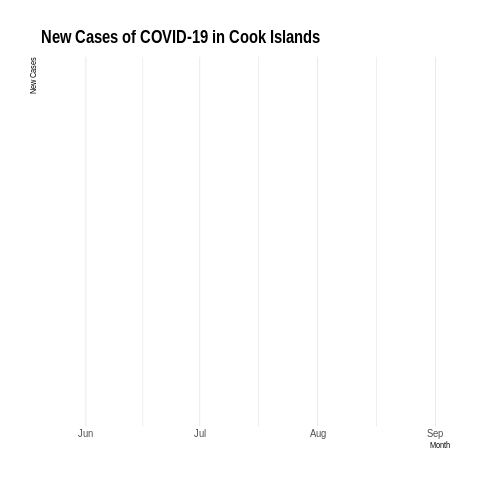 New Cases of COVID-19 in Cook Islands
New Cases
Jun Jul Aug Sep
Month